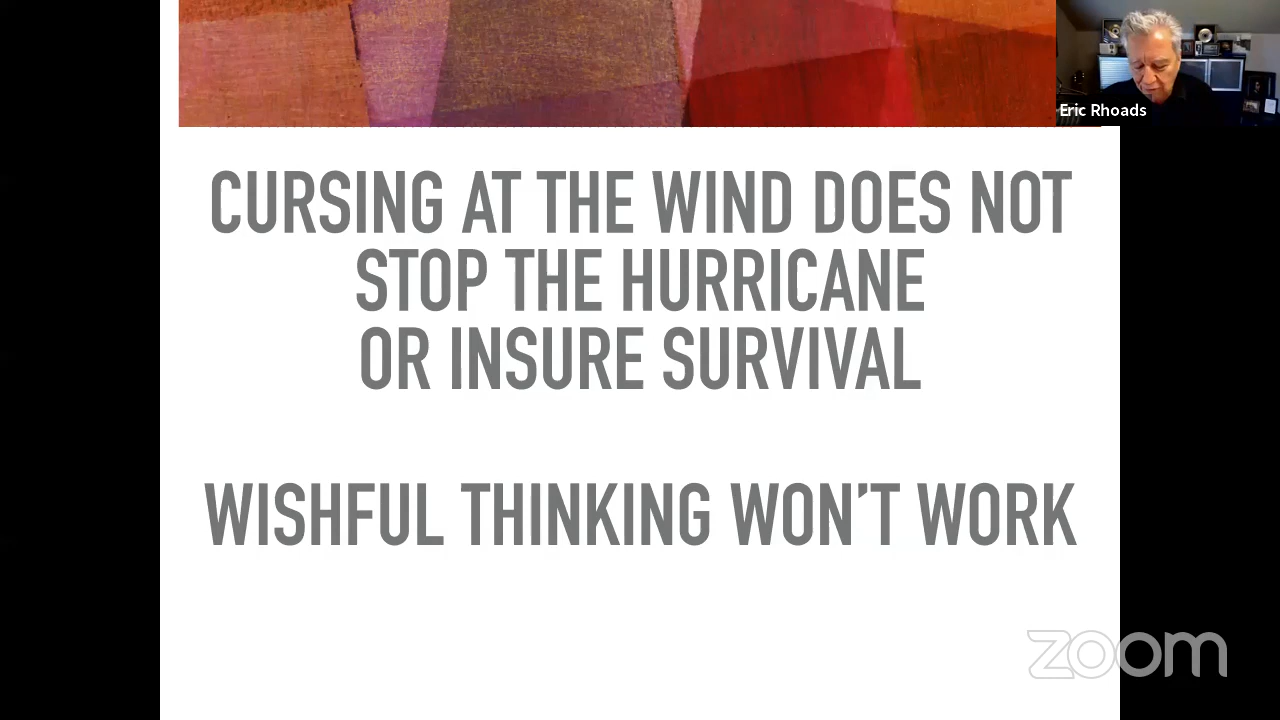 Eric Rhoads
CURSING AT THE WIND DOES NOT
STOP THE HURRICANE
OR INSURE SURVIVAL
WISHFUL THINKING WON'T WORK
zoom